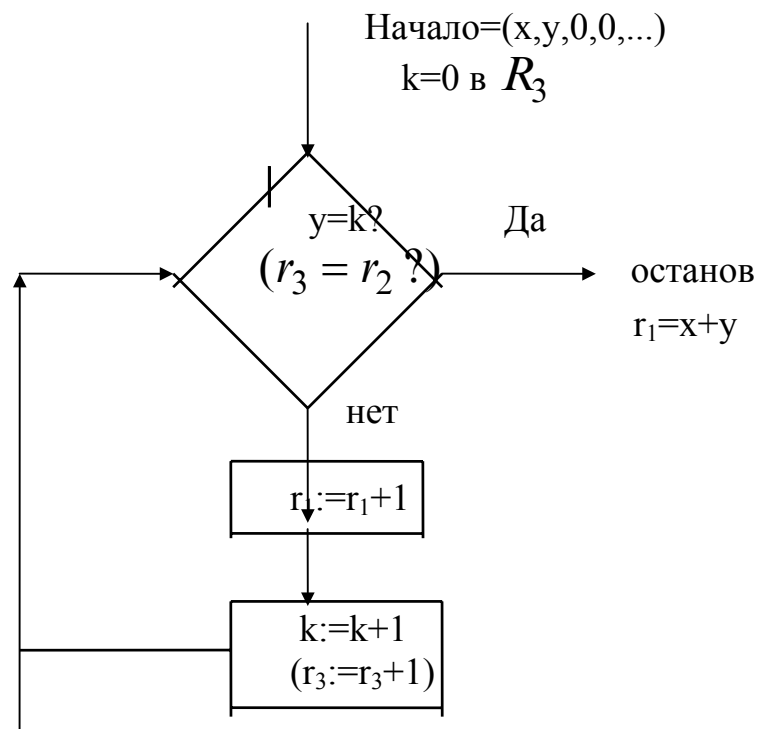 Начало=(x,y,0,0,...)
k=0 в R₃
y=k?
(r₃ = r₂ ?)
Да
останов
r₁=x+y
нет
r₁:=r₁+1
k:=k+1
(r₃:=r₃+1)